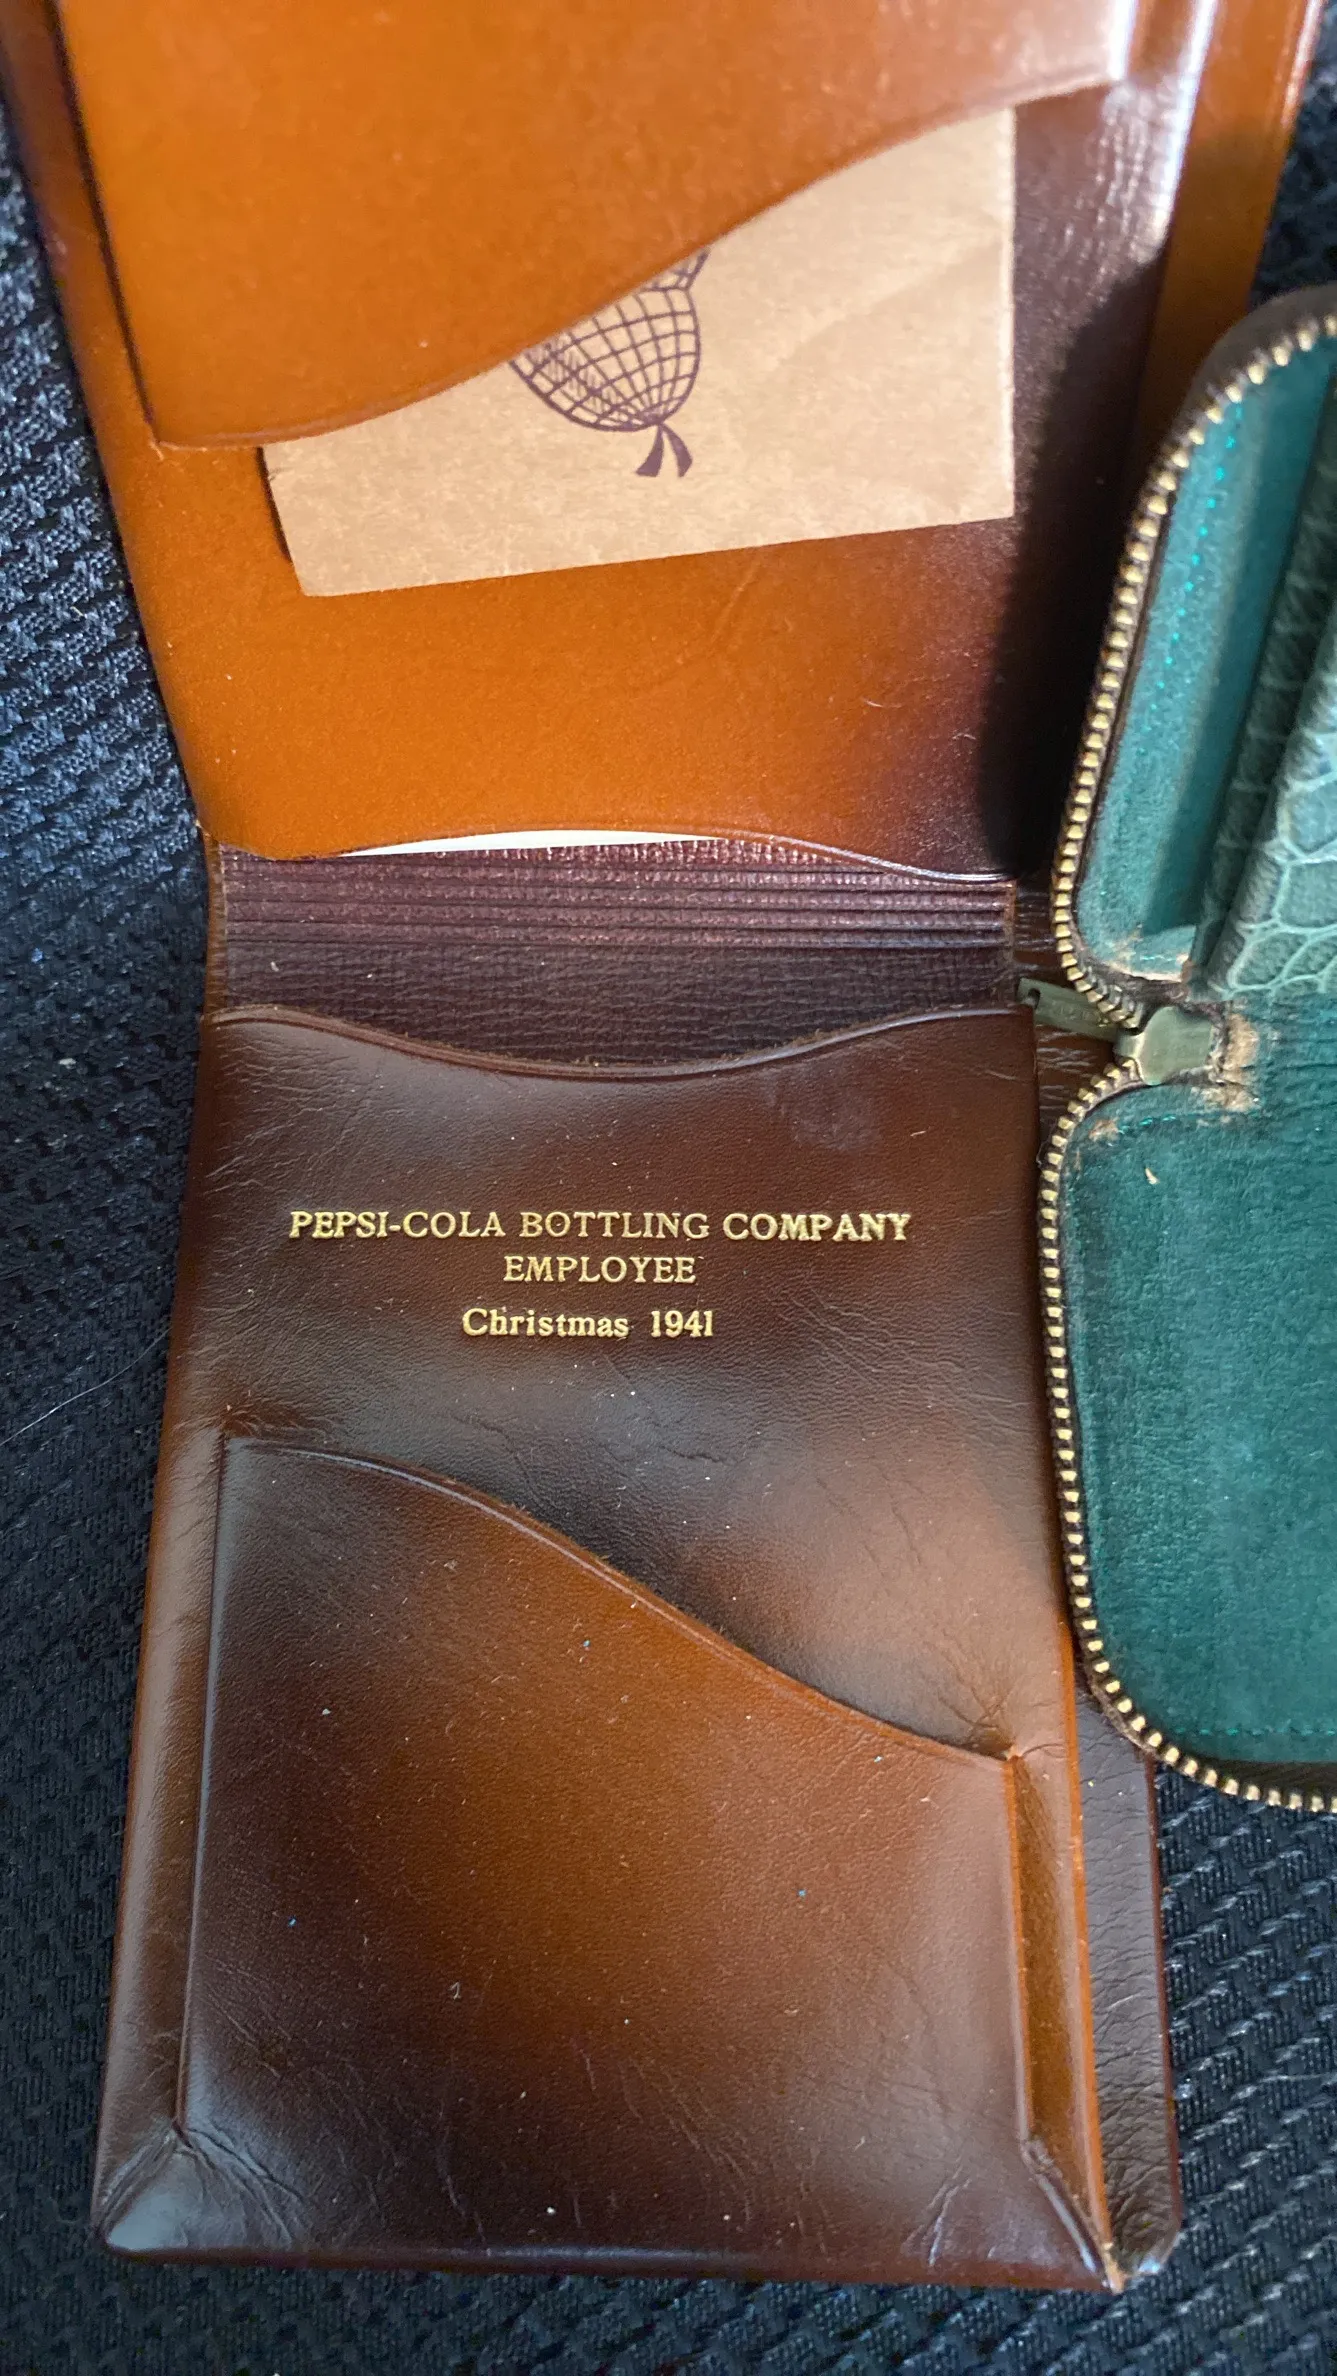 PEPSI-COLA BOTTLING COMPANY
EMPLOYEE
Christmas 1941